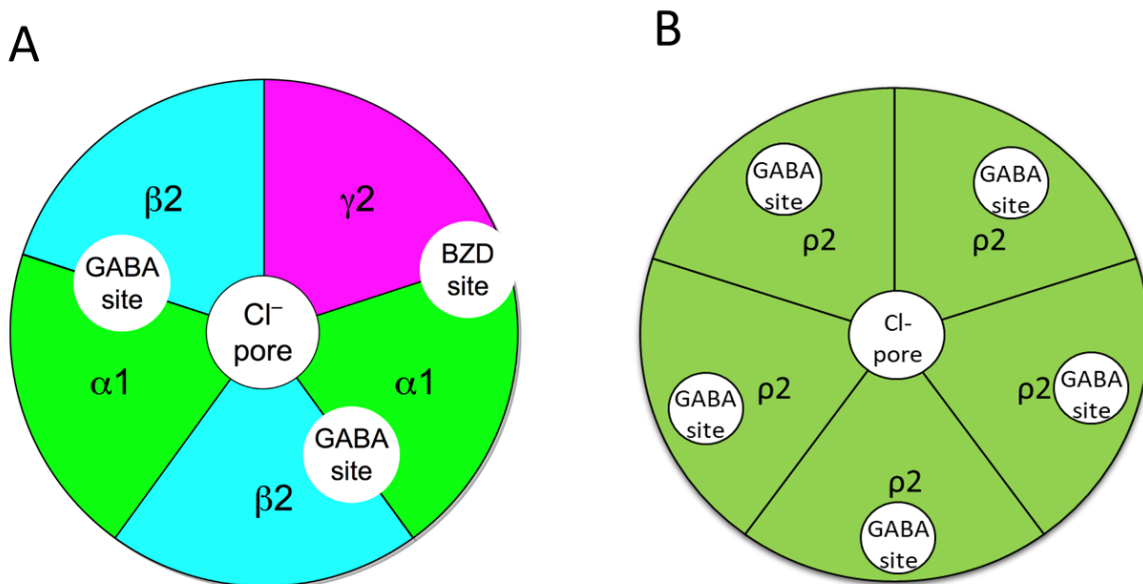 A
β2
γ2
GABA
site
BZD
site
Cl⁻
pore
α1
α1
GABA
site
β2
B
GABA
site
ρ2
GABA
site
ρ2
Cl-
pore
GABA
site
ρ2
ρ2
GABA
site
ρ2
GABA
site